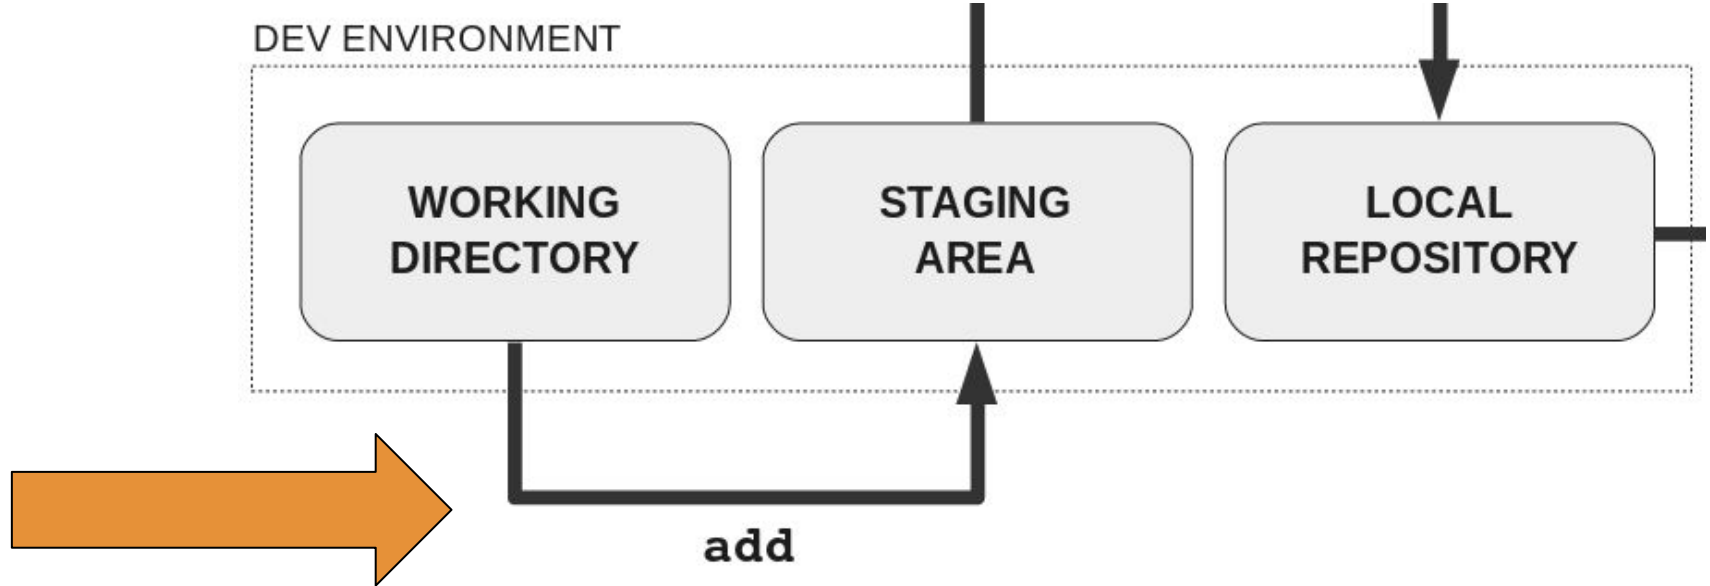 DEV ENVIRONMENT
WORKING
DIRECTORY
STAGING
AREA
LOCAL
REPOSITORY
add